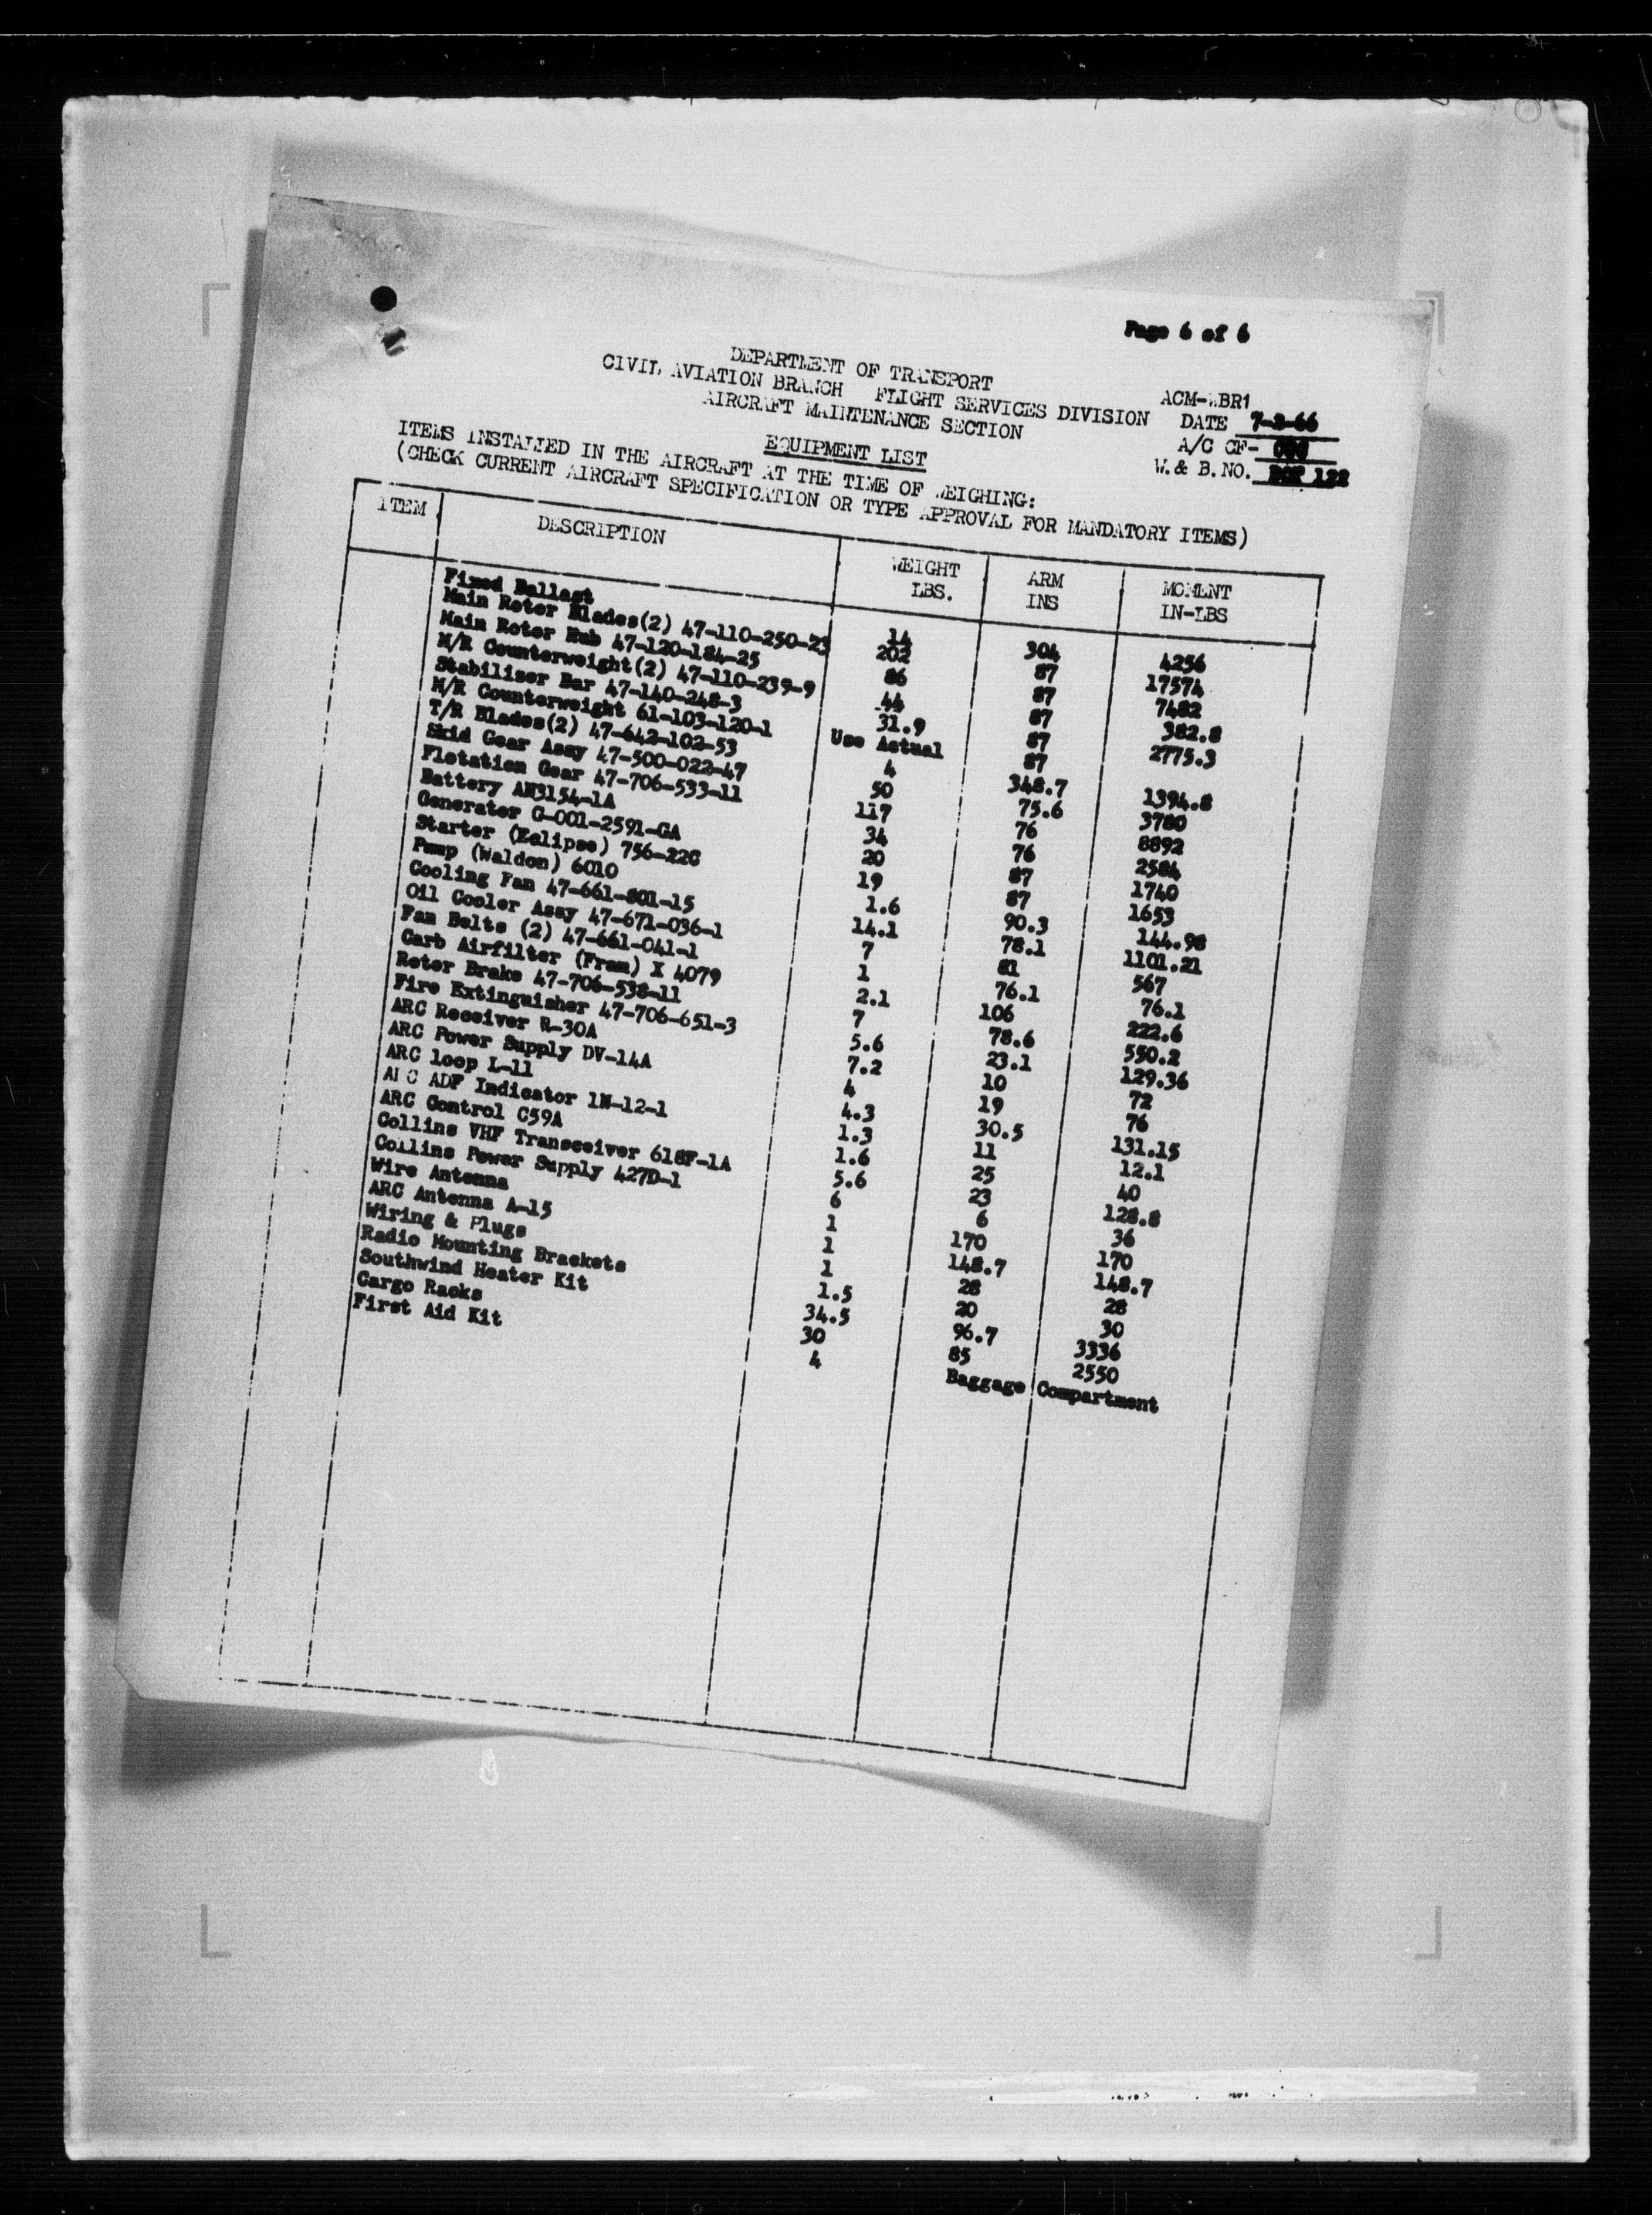 Page 6 of 6
DEPARTMENT OF TRANSPORT
CIVIL AVIATION BRANCH FLIGHT SERVICES DIVISION
AIRCRAFT MAINTENANCE SECTION
ACM-WBR1
DATE 7-2-66
A/C CF-
W. & B. NO. 122
EQUIPMENT LIST
ITEMS INSTALLED IN THE AIRCRAFT AT THE TIME OF WEIGHING:
(CHECK CURRENT AIRCRAFT SPECIFICATION OR TYPE APPROVAL FOR MANDATORY ITEMS)
ITEM DESCRIPTION WEIGHT LBS. ARM INS MOMENT IN-LBS
Fixed Ballast 14 304 4256
Main Rotor Blades(2) 47-110-250-23 202 87 17574
Main Rotor Hub 47-120-184-25 86 87 7482
M/R Counterweight(2) 47-110-239-9 44 87 382.8
Stabilizer Bar 47-140-248-3 31.9 87 2775.3
M/R Counterweight 61-103-120-1 Use Actual 87
T/R Blades(2) 47-642-102-53 4 348.7 1394.8
Skid Gear Assy 47-500-022-47 50 75.6 3780
Flotation Gear 47-706-533-11 117 76 8892
Battery AN3154-1A 34 76 2584
Generator G-001-2591-GA 20 87 1740
Starter (Eclipse) 756-22C 19 87 1653
Pump (Weldon) 6010 1.6 90.3 144.98
Cooling Fan 47-661-801-15 14.1 78.1 1101.21
Oil Cooler Assy 47-671-036-1 7 81 567
Fan Belts (2) 47-661-041-1 1 76.1 76.1
Carb Airfilter (Fram) X 4079 2.1 106 222.6
Rotor Brake 47-706-538-11 7 78.6 550.2
Fire Extinguisher 47-706-651-3 5.6 23.1 129.36
ARC Receiver R-30A 7.2 10 72
ARC Power Supply DV-14A 4 19 76
ARC loop L-11 4.3 30.5 131.15
ARC ADF Indicator IN-12-1 1.3 11 12.1
ARC Control C59A 1.6 25 40
Collins VHF Transceiver 618F-1A 5.6 23 128.8
Collins Power Supply 427D-1 6 6 36
Wire Antenna 1 170 170
ARC Antenna A-15 1 148.7 148.7
Wiring & Plugs 1 28 28
Radio Mounting Brackets 1.5 20 30
Southwind Heater Kit 34.5 96.7 3336
Cargo Racks 30 85 2550
First Aid Kit 4 Baggage Compartment